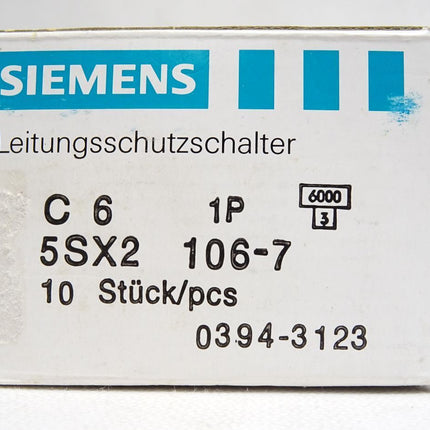 SIEMENS
Leitungsschutzschalter
C 6 1P 6000
3
5SX2 106-7
10 Stück/pcs
0394-3123